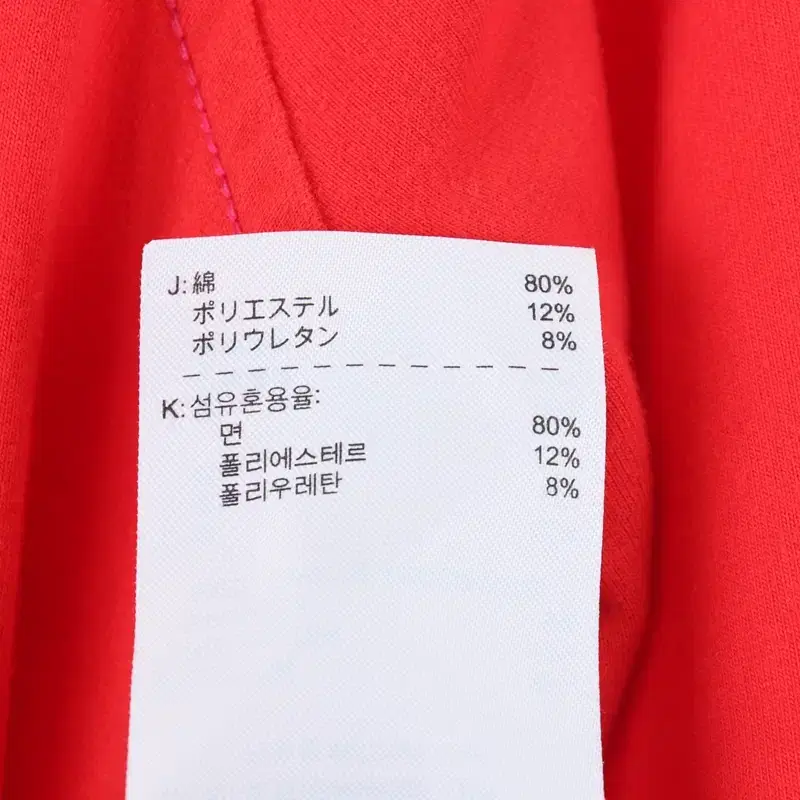 J: 綿 80%
ポリエステル 12%
ポリウレタン 8%
K: 섬유혼용율:
면 80%
폴리에스테르 12%
폴리우레탄 8%